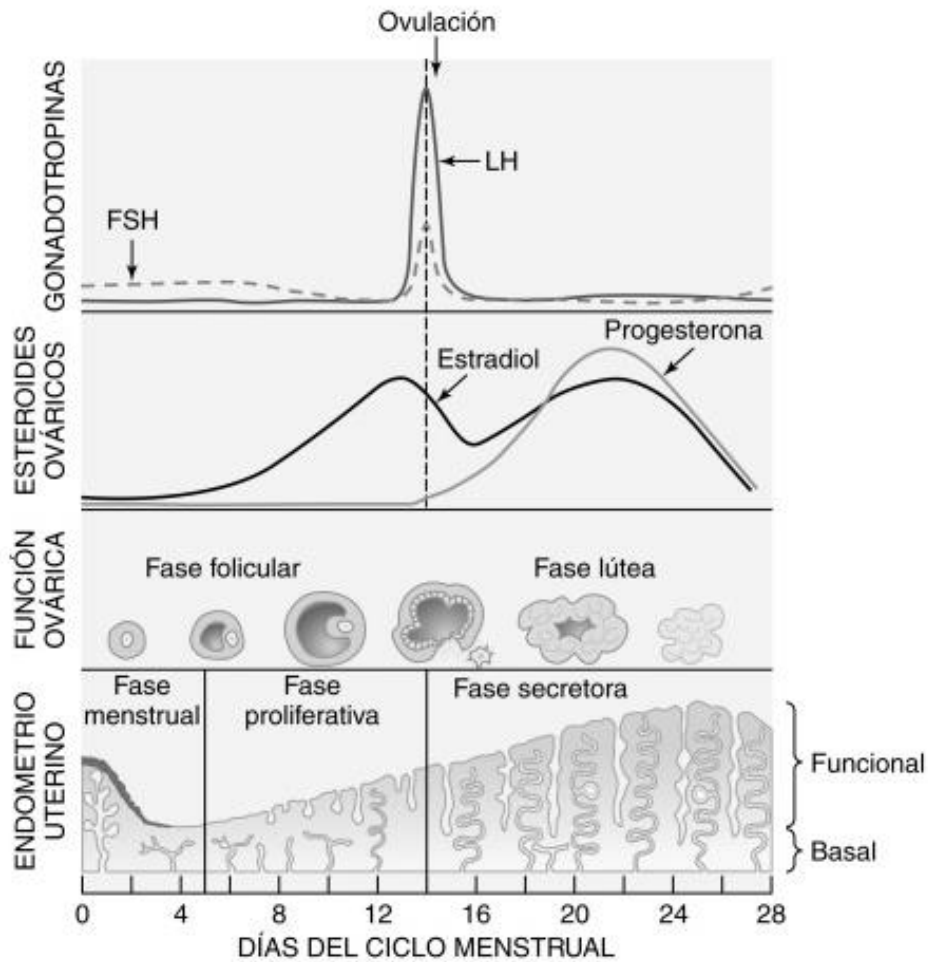 Ovulación
GONADOTROPINAS
LH
FSH
ESTEROIDES
OVÁRICOS
Progesterona
Estradiol
FUNCIÓN
OVÁRICA
Fase folicular
Fase lútea
ENDOMETRIO
UTERINO
Fase
menstrual
Fase
proliferativa
Fase secretora
Funcional
Basal
0 4 8 12 16 20 24 28
DÍAS DEL CICLO MENSTRUAL